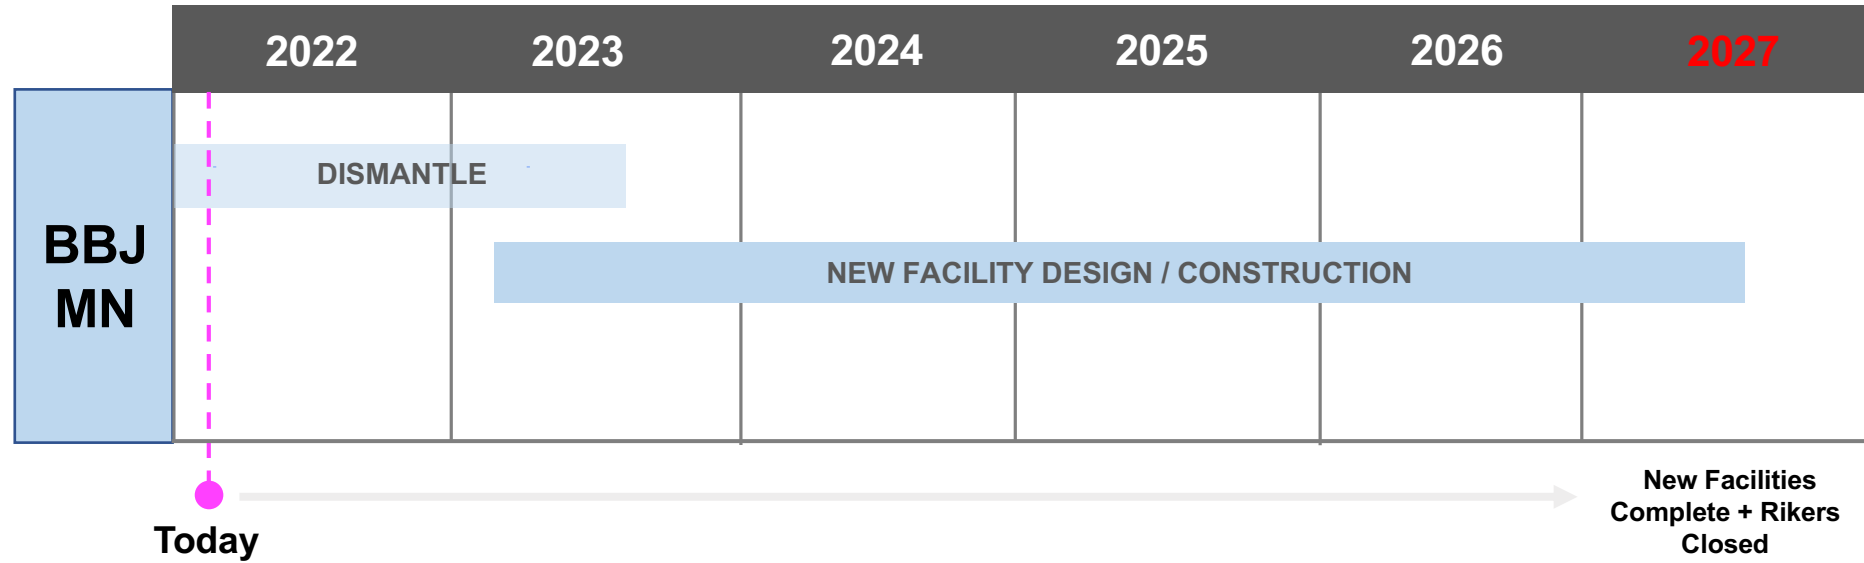 2022 2023 2024 2025 2026 2027
BBJ
MN
DISMANTLE
NEW FACILITY DESIGN / CONSTRUCTION
Today
New Facilities
Complete + Rikers
Closed